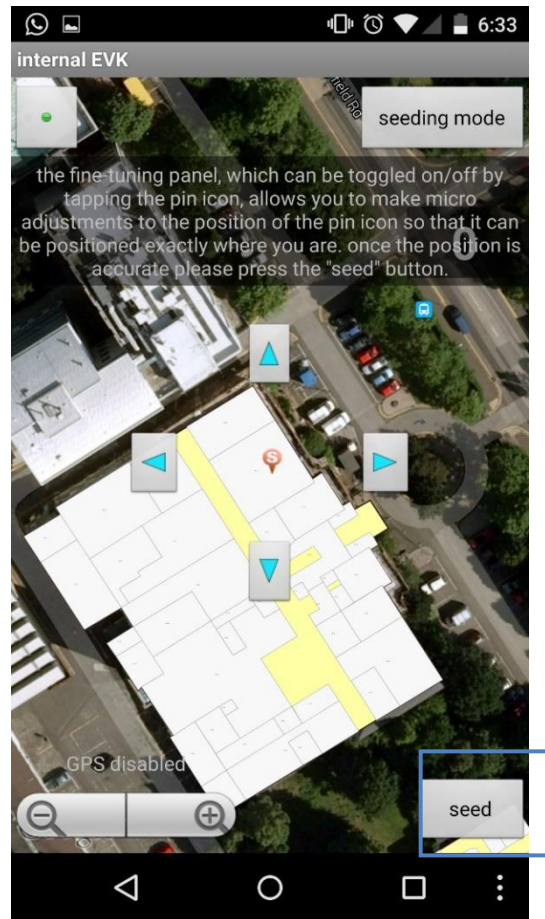 6:33
internal EVK
field Rd
seeding mode
the fine-tuning panel, which can be toggled on/off by
tapping the pin icon, allows you to make micro
adjustments to the position of the pin icon so that it can
be positioned exactly where you are. once the position is
accurate please press the "seed" button.
S
GPS disabled
seed